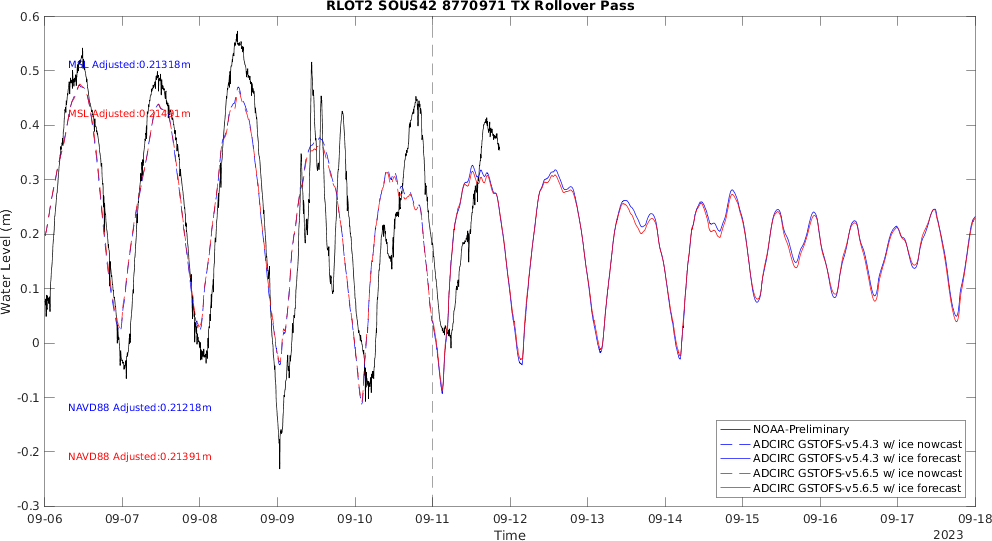 RLOT2 SOUS42 8770971 TX Rollover Pass
0.6
0.5
0.4
0.3
0.2
0.1
0
-0.1
-0.2
-0.3
Water Level (m)
MSL Adjusted:0.21318m
MSL Adjusted:0.21491m
NAVD88 Adjusted:0.21218m
NAVD88 Adjusted:0.21391m
NOAA-Preliminary
ADCIRC GSTOFS-v5.4.3 w/ ice nowcast
ADCIRC GSTOFS-v5.4.3 w/ ice forecast
ADCIRC GSTOFS-v5.6.5 w/ ice nowcast
ADCIRC GSTOFS-v5.6.5 w/ ice forecast
09-06 09-07 09-08 09-09 09-10 09-11 09-12 09-13 09-14 09-15 09-16 09-17 09-18
Time
2023